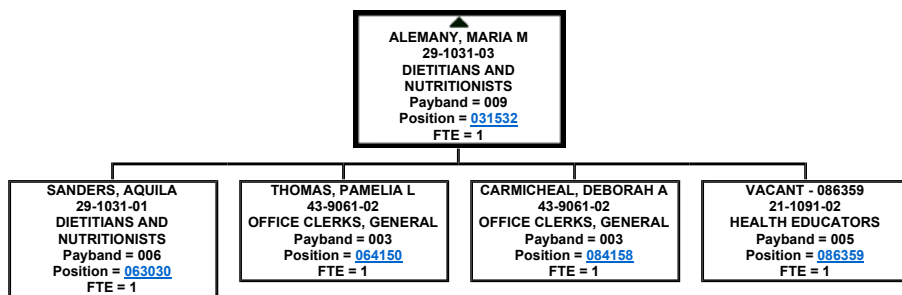 ALEMANY, MARIA M
29-1031-03
DIETITIANS AND
NUTRITIONISTS
Payband = 009
Position = 031532
FTE = 1
SANDERS, AQUILA
29-1031-01
DIETITIANS AND
NUTRITIONISTS
Payband = 006
Position = 063030
FTE = 1
THOMAS, PAMELIA L
43-9061-02
OFFICE CLERKS, GENERAL
Payband = 003
Position = 064150
FTE = 1
CARMICHEAL, DEBORAH A
43-9061-02
OFFICE CLERKS, GENERAL
Payband = 003
Position = 084158
FTE = 1
VACANT - 086359
21-1091-02
HEALTH EDUCATORS
Payband = 005
Position = 086359
FTE = 1